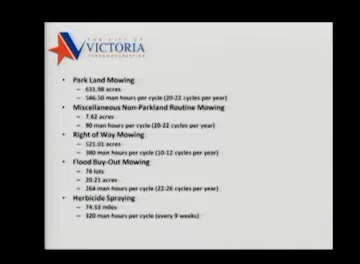 THE CITY OF
VICTORIA
PARKS & RECREATION
• Park Land Mowing
– 631.98 acres
– 546.50 man hours per cycle (20-22 cycles per year)
• Miscellaneous Non-Parkland Routine Mowing
– 7.62 acres
– 90 man hours per cycle (20-22 cycles per year)
• Right of Way Mowing
– 521.01 acres
– 380 man hours per cycle (10-12 cycles per year)
• Flood Buy-Out Mowing
– 76 lots
– 20.21 acres
– 264 man hours per cycle (22-26 cycles per year)
• Herbicide Spraying
– 74.53 miles
– 320 man hours per cycle (every 9 weeks)